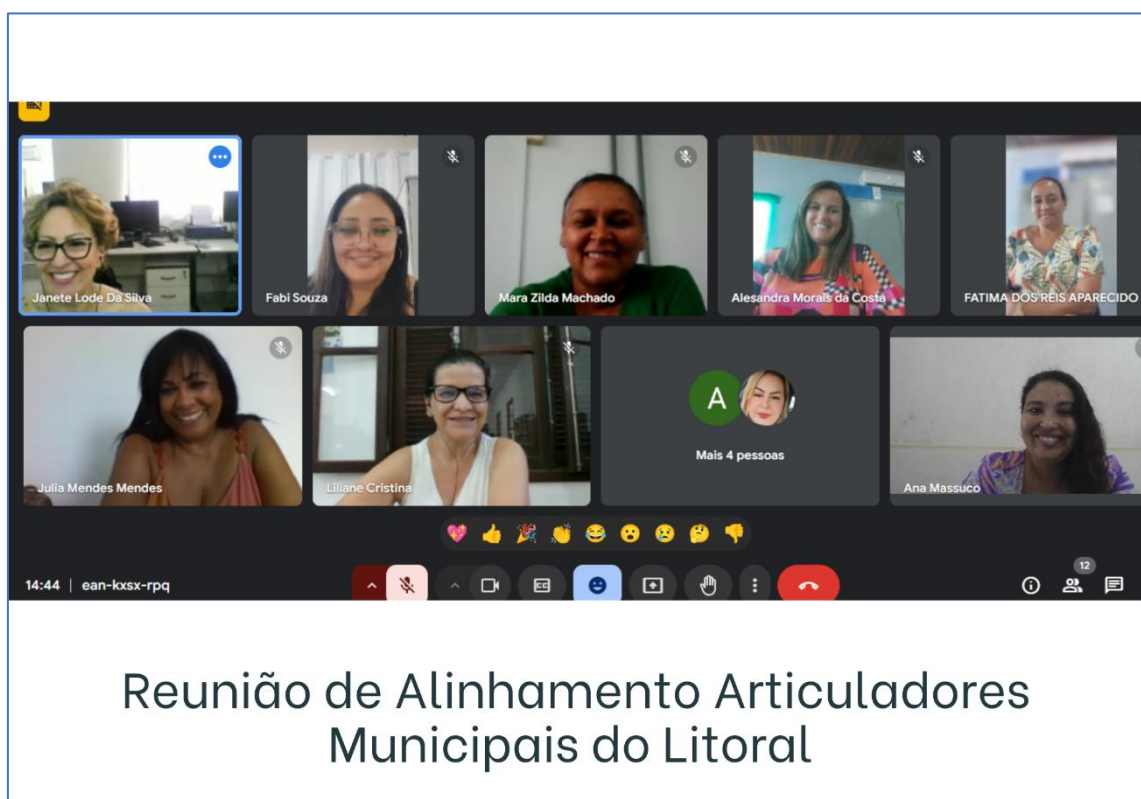 Janete Lode Da Silva
Fabi Souza
Mara Zilda Machado
Alesandra Morais da Costa
FATIMA DOS REIS APARECIDO
Julia Mendes Mendes
Liliane Cristina
A
Mais 4 pessoas
Ana Massuco
14:44 | ean-kxsx-rpq
CC
12
Reunião de Alinhamento Articuladores
Municipais do Litoral